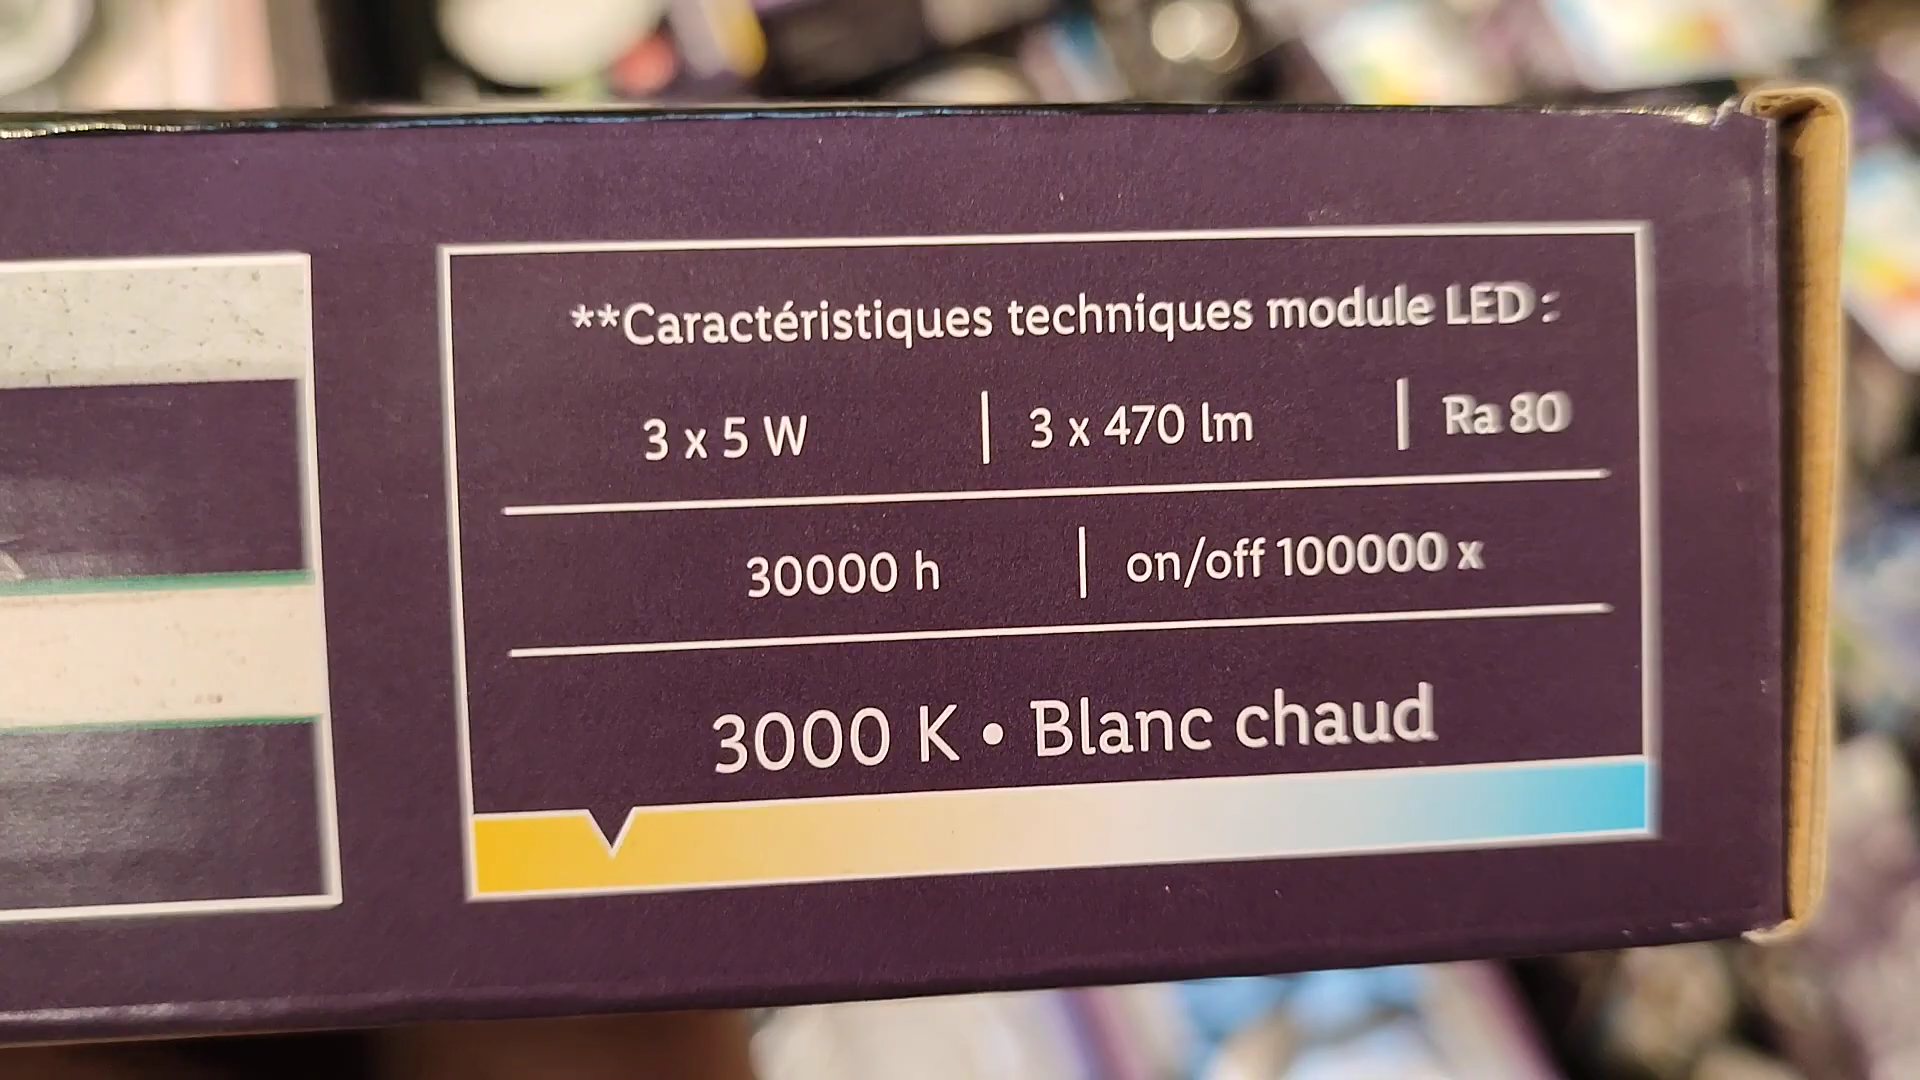 **Caractéristiques techniques module LED :
3 x 5 W | 3 x 470 lm | Ra 80
30000 h | on/off 100000 x
3000 K • Blanc chaud